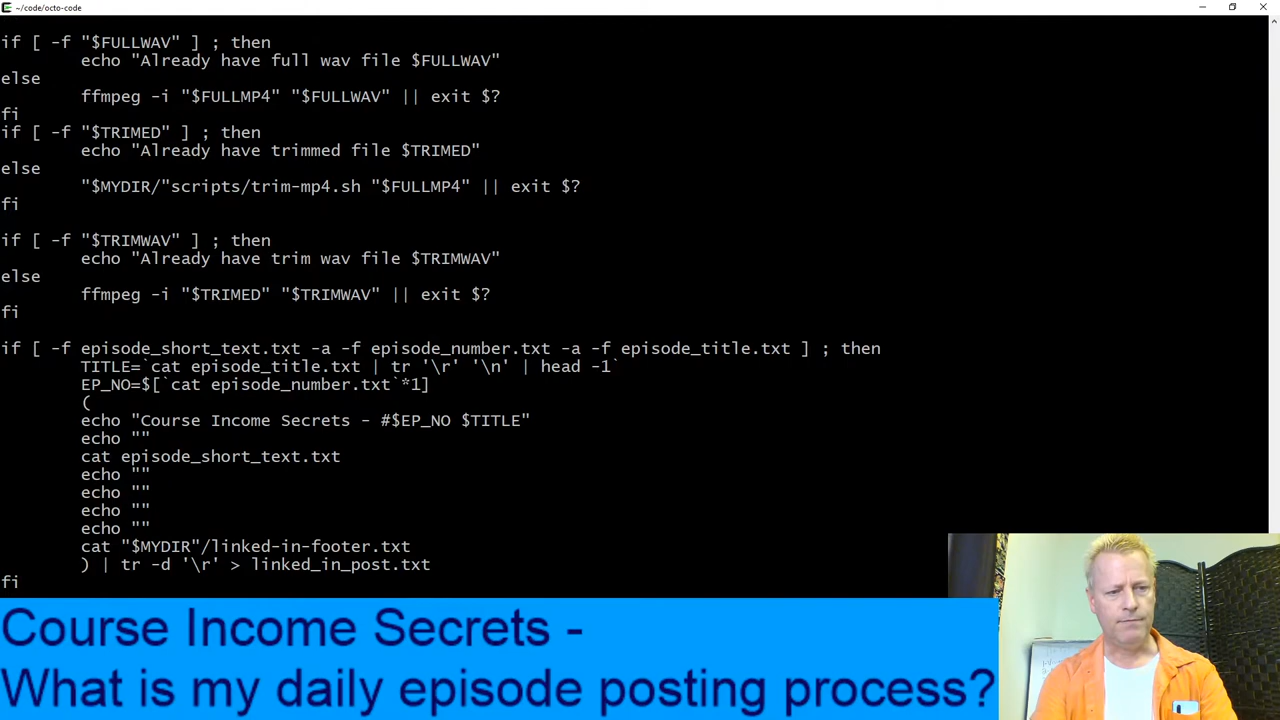 ~/code/octo-code
if [ -f "$FULLWAV" ] ; then
        echo "Already have full wav file $FULLWAV"
else
        ffmpeg -i "$FULLMP4" "$FULLWAV" || exit $?
fi
if [ -f "$TRIMED" ] ; then
        echo "Already have trimmed file $TRIMED"
else
        "$MYDIR/"scripts/trim-mp4.sh "$FULLMP4" || exit $?
fi
if [ -f "$TRIMWAV" ] ; then
        echo "Already have trim wav file $TRIMWAV"
else
        ffmpeg -i "$TRIMED" "$TRIMWAV" || exit $?
fi
if [ -f episode_short_text.txt -a -f episode_number.txt -a -f episode_title.txt ] ; then
        TITLE=`cat episode_title.txt | tr '\r' '\n' | head -1`
        EP_NO=$[`cat episode_number.txt`*1]
        (
        echo "Course Income Secrets - #$EP_NO $TITLE"
        echo ""
        cat episode_short_text.txt
        echo ""
        echo ""
        echo ""
        echo ""
        cat "$MYDIR"/linked-in-footer.txt
        ) | tr -d '\r' > linked_in_post.txt
fi
Course Income Secrets -
What is my daily episode posting process?